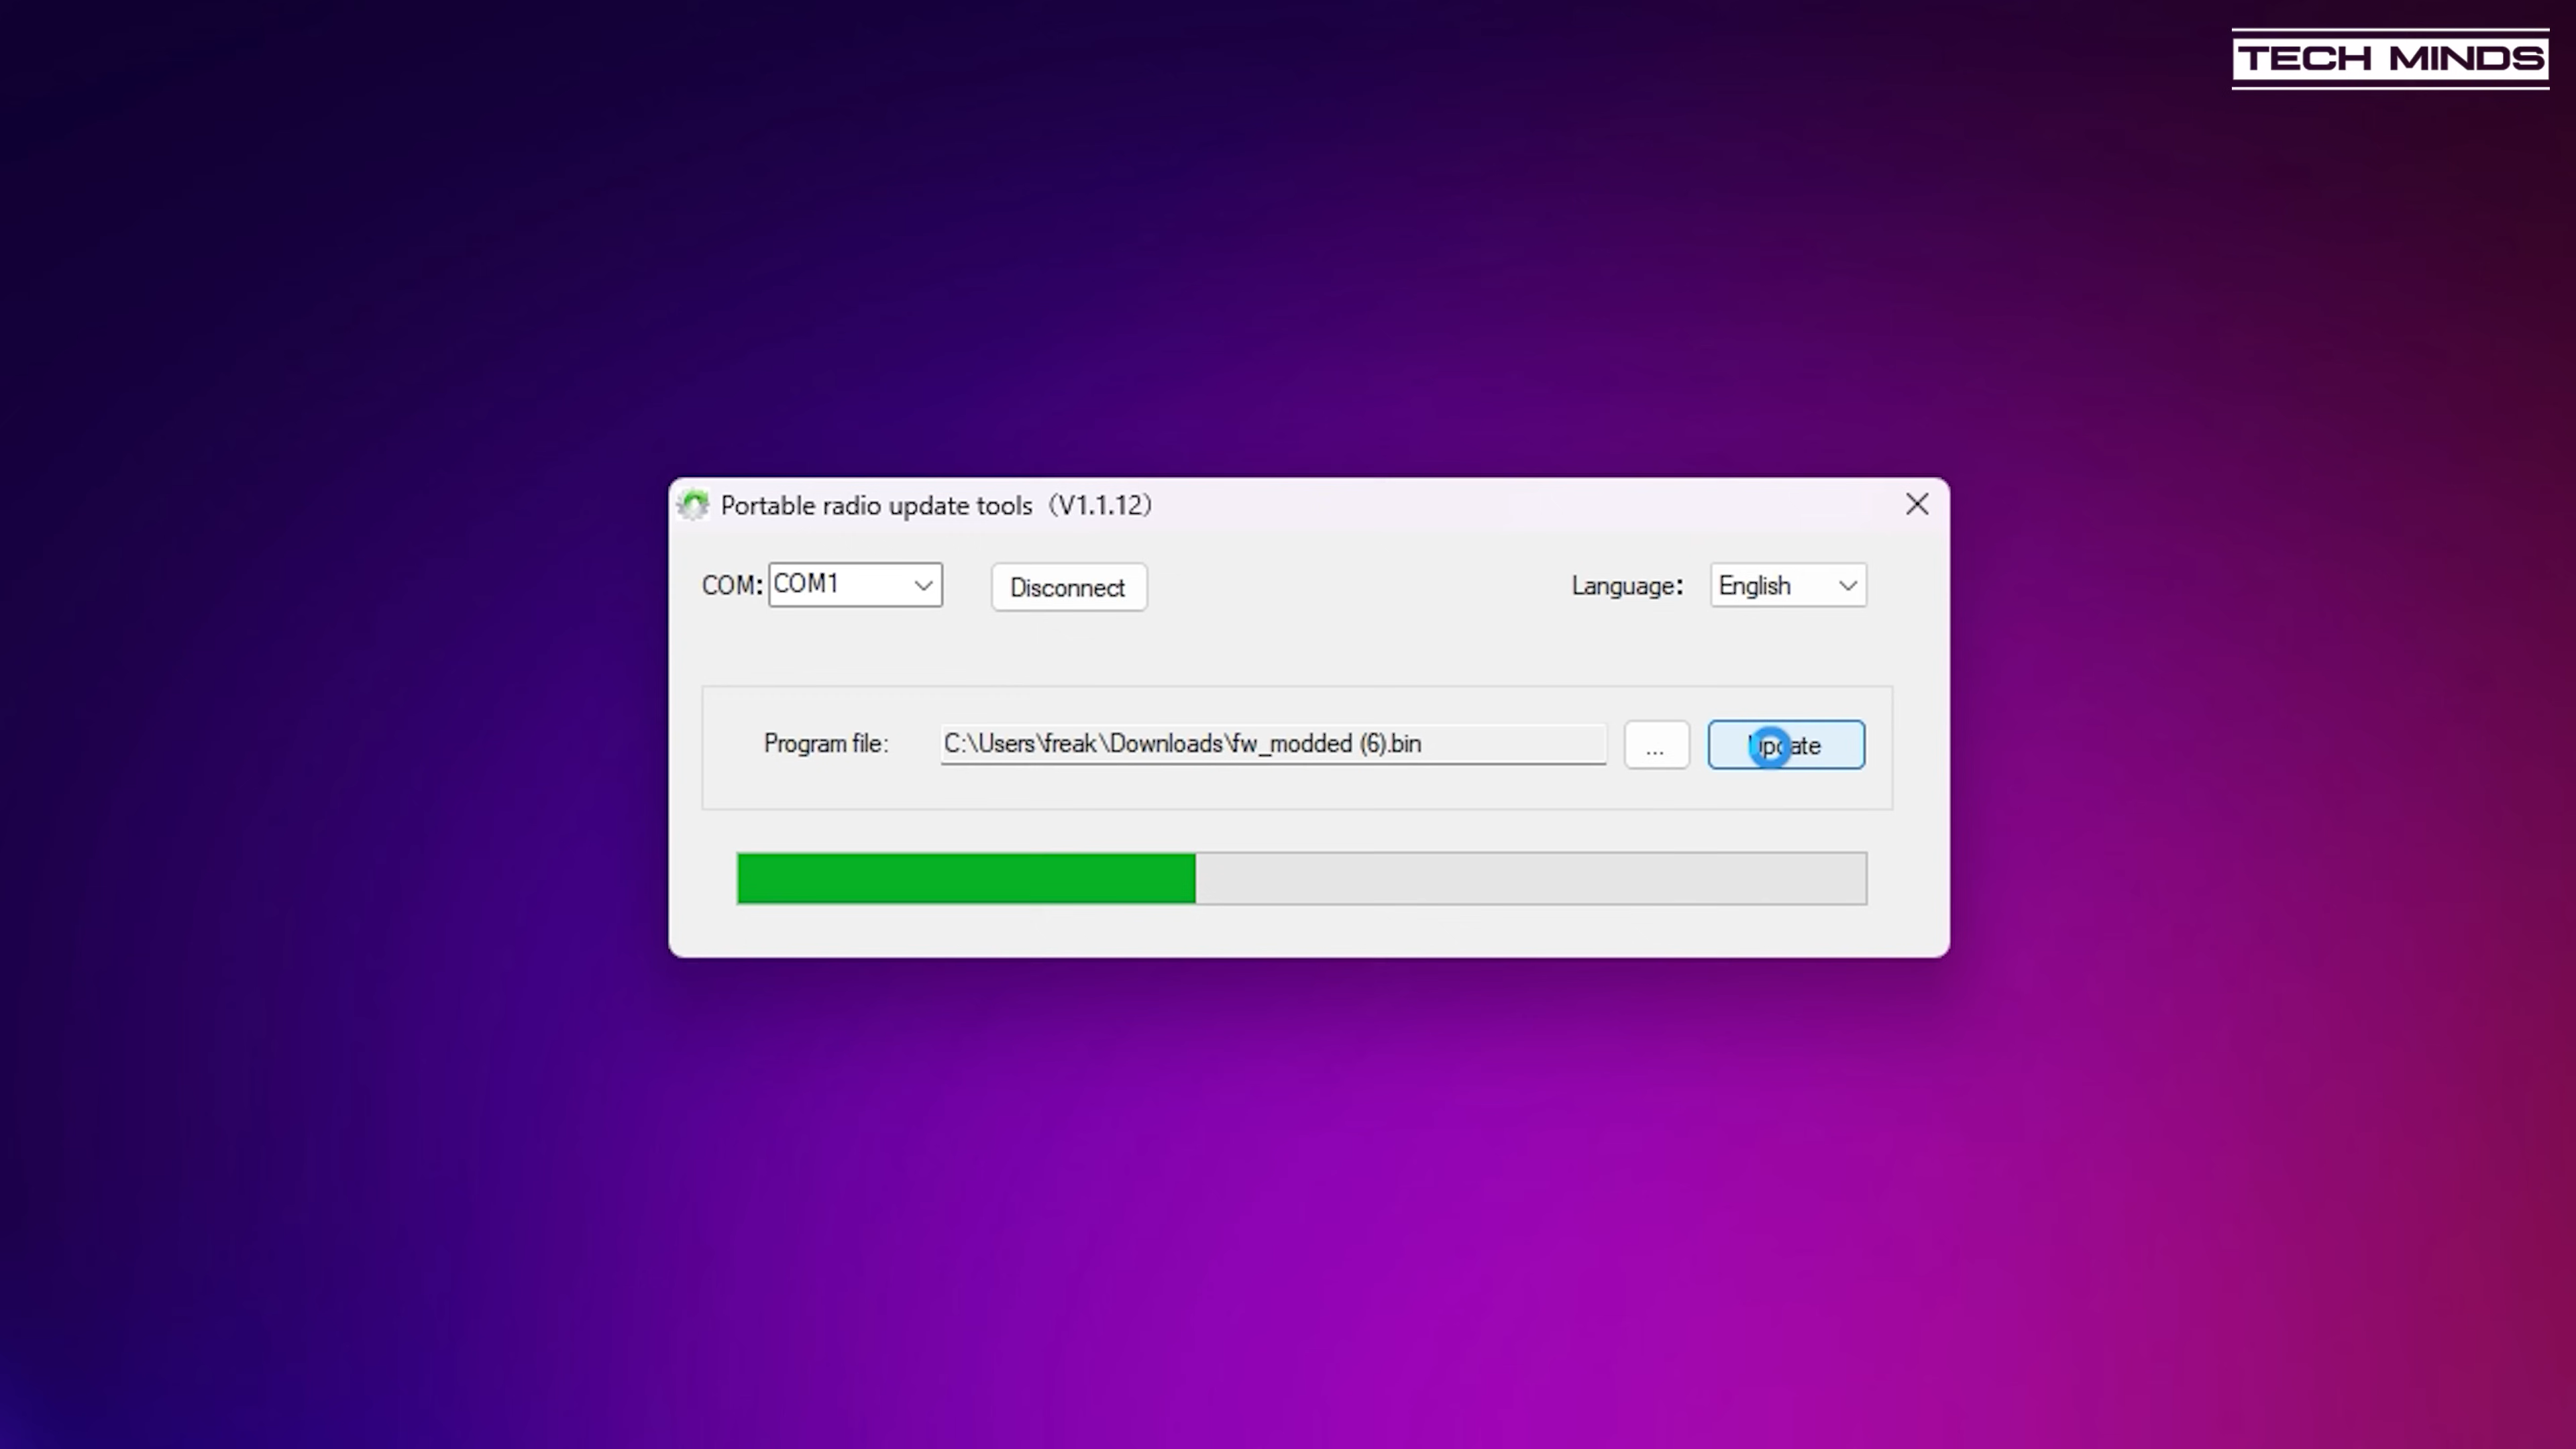 TECH MINDS
Portable radio update tools（V1.1.12）
COM: COM1 Disconnect Language: English
Program file: C:\Users\freak\Downloads\fw_modded (6).bin ... Update